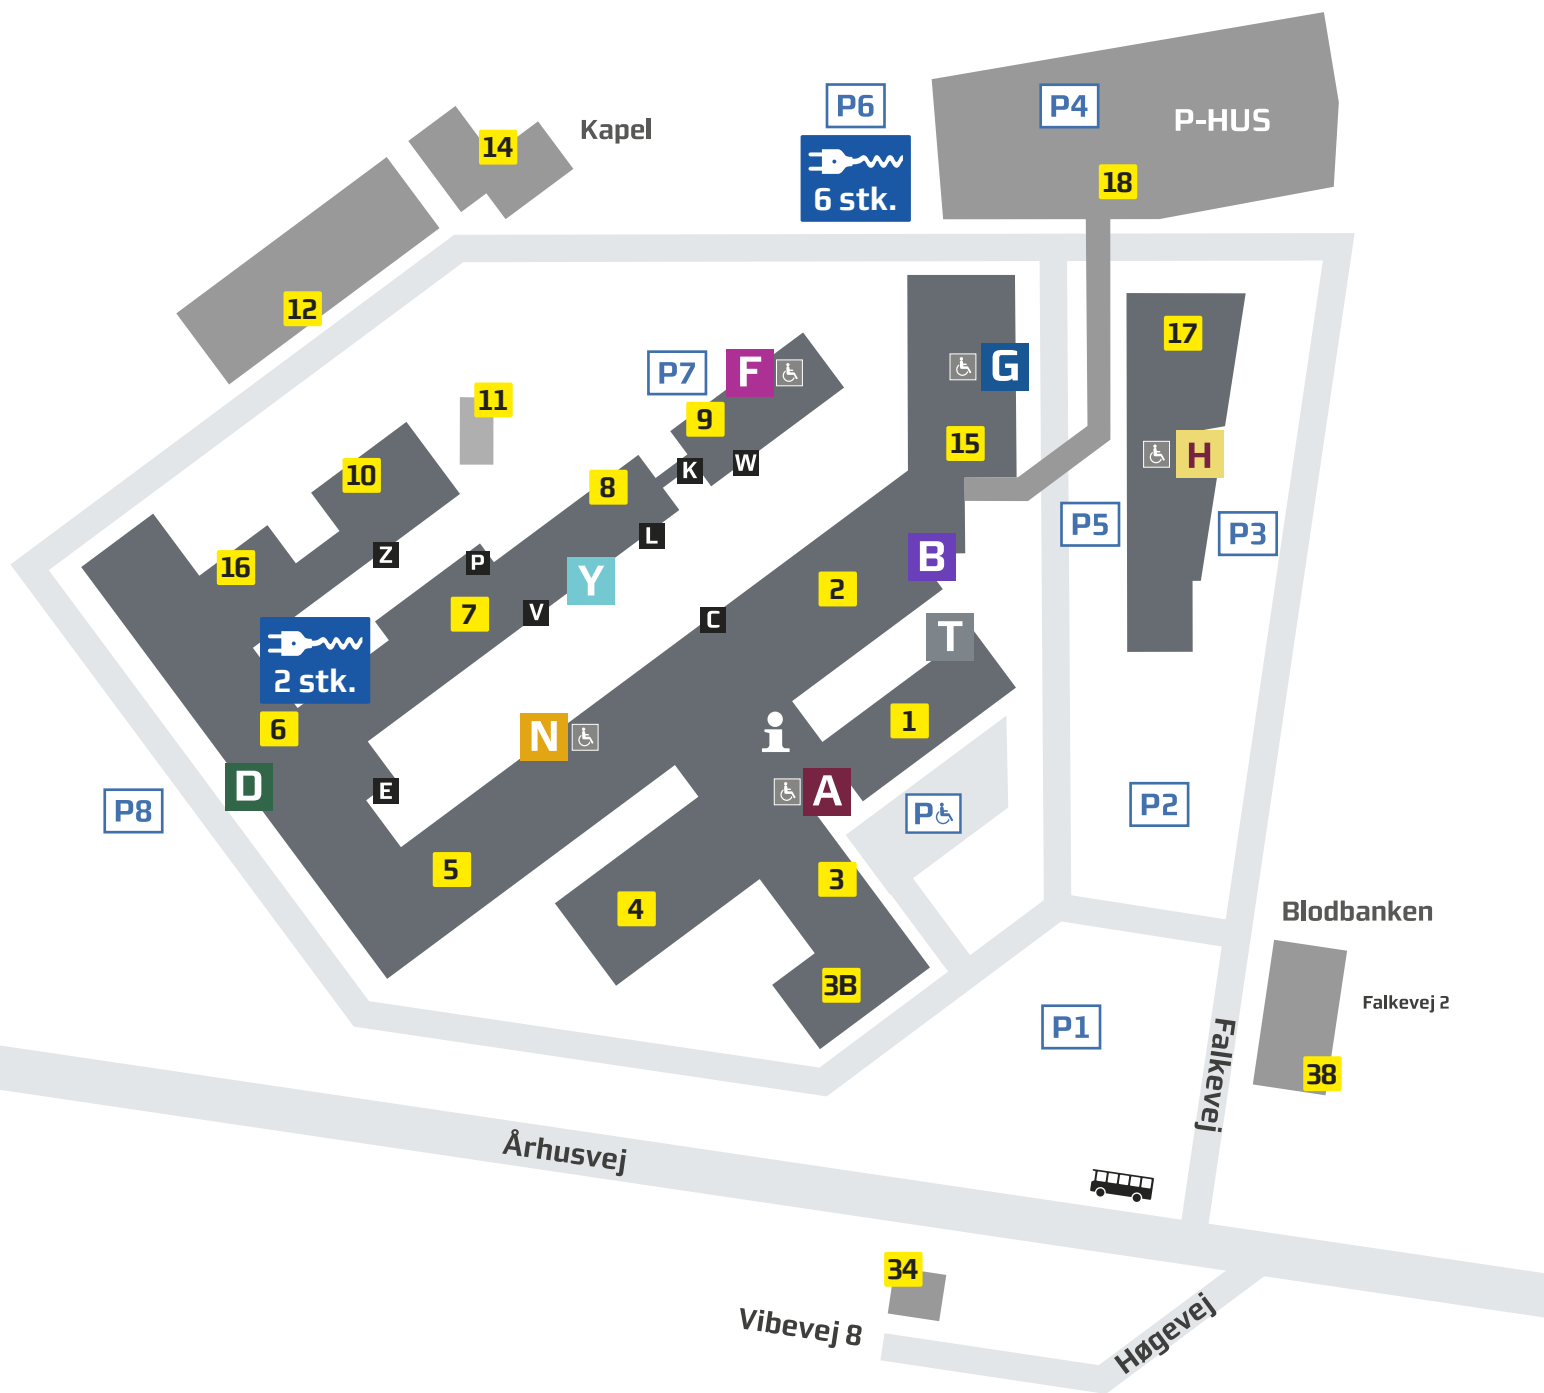 P6
P4
P-HUS
Kapel
14
6 stk.
18
12
17
P7
F
G
11
9
15
H
10
K
W
8
P5
P3
L
Z
P
B
16
Y
2
7
V
C
T
2 stk.
6
N
i
1
D
E
A
P8
P
P2
5
3
4
Blodbanken
3B
Falkevej 2
P1
Falkevej
38
Århusvej
34
Vibevej 8
Høgevej